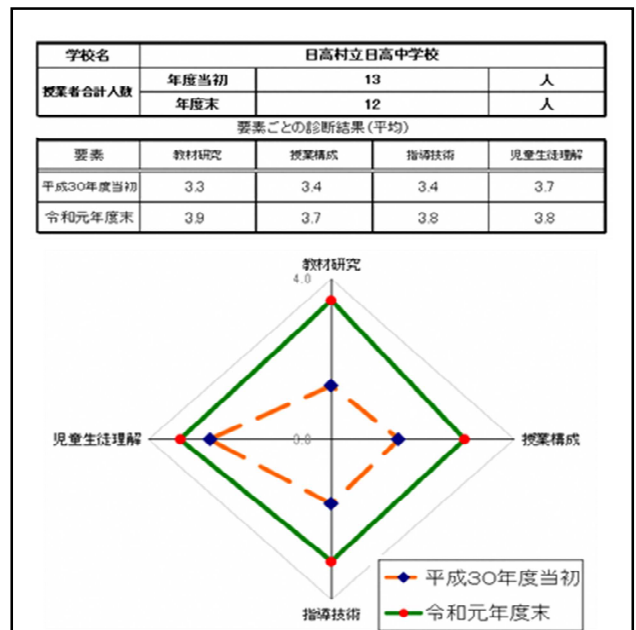 学校名 日高村立日高中学校
授業者合計人数 年度当初 13 人
年度末 12 人
要素ごとの診断結果(平均)
要素 教材研究 授業構成 指導技術 児童生徒理解
平成30年度当初 3.3 3.4 3.4 3.7
令和元年度末 3.9 3.7 3.8 3.8
教材研究
4.0
児童生徒理解
授業構成
指導技術
平成30年度当初
令和元年度末